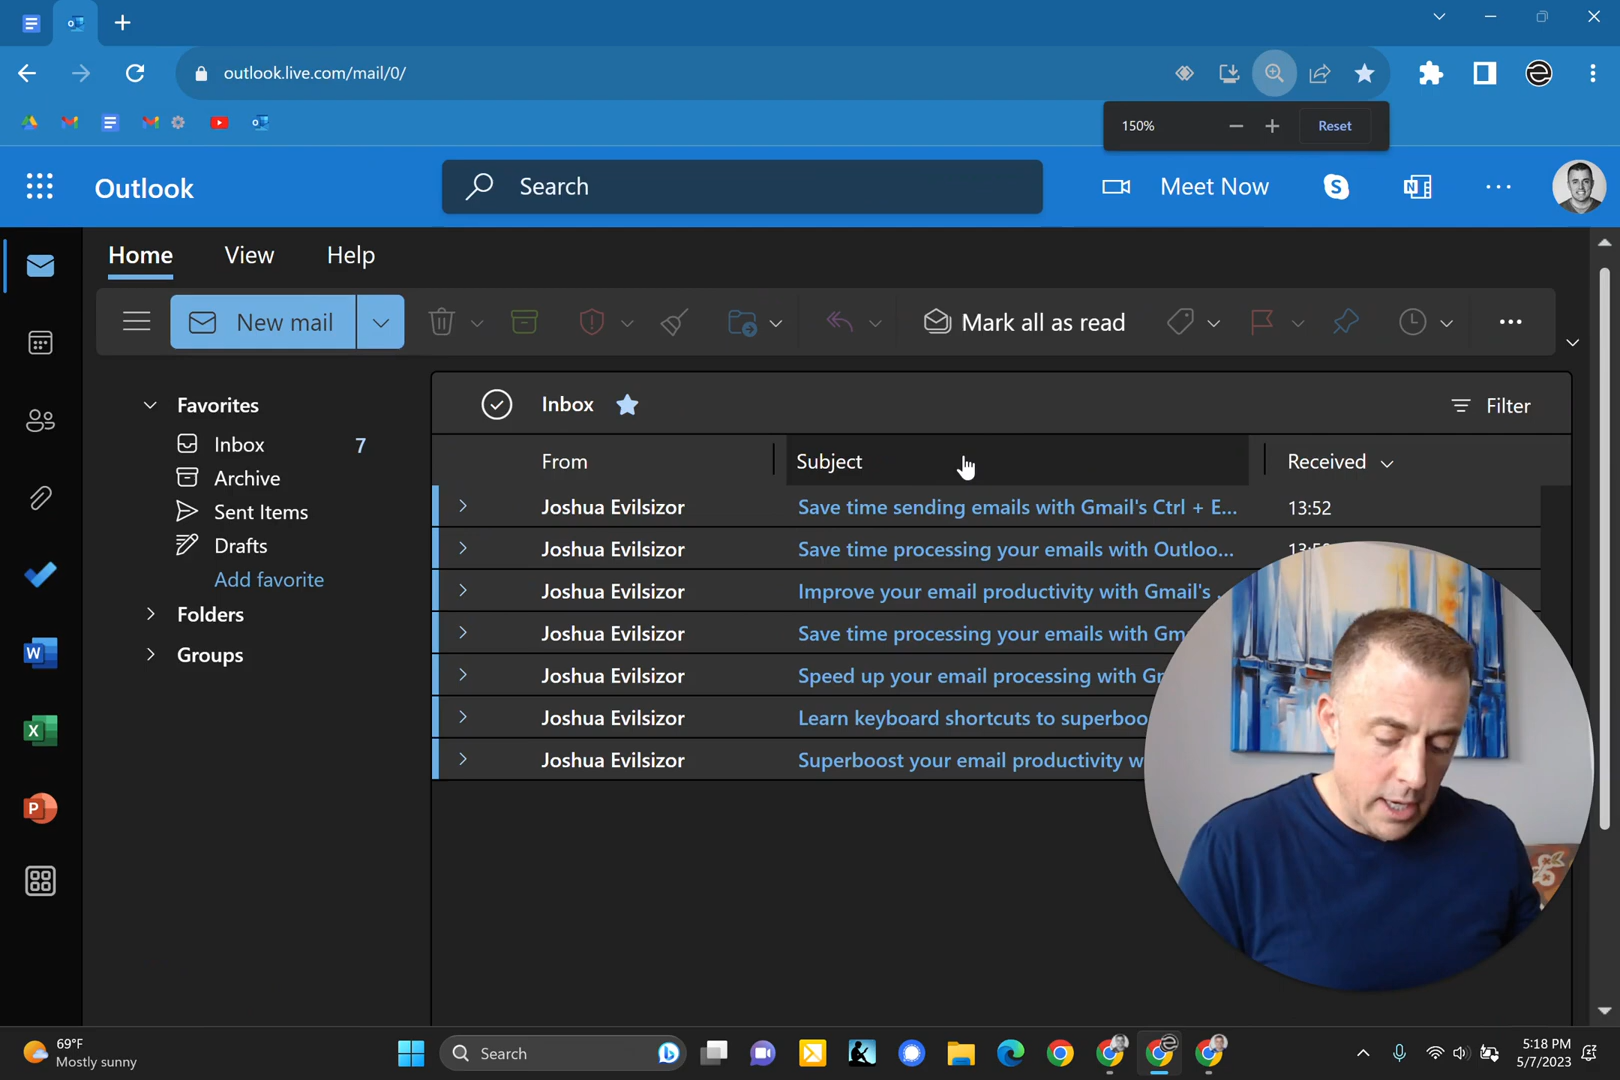 outlook.live.com/mail/0/
150%
Reset
Outlook
Search
Meet Now
Home
View
Help
New mail
Mark all as read
Favorites
Inbox
7
Archive
Sent Items
Drafts
Add favorite
Folders
Groups
Inbox
Filter
From
Subject
Received
Joshua Evilsizor
Save time sending emails with Gmail's Ctrl + E...
13:52
Joshua Evilsizor
Save time processing your emails with Outloo...
Joshua Evilsizor
Improve your email productivity with Gmail's ...
Joshua Evilsizor
Save time processing your emails with Gm
Joshua Evilsizor
Speed up your email processing with
Joshua Evilsizor
Learn keyboard shortcuts to superboo
Joshua Evilsizor
Superboost your email productivity w
69°F
Mostly sunny
Search
5:18 PM
5/7/2023